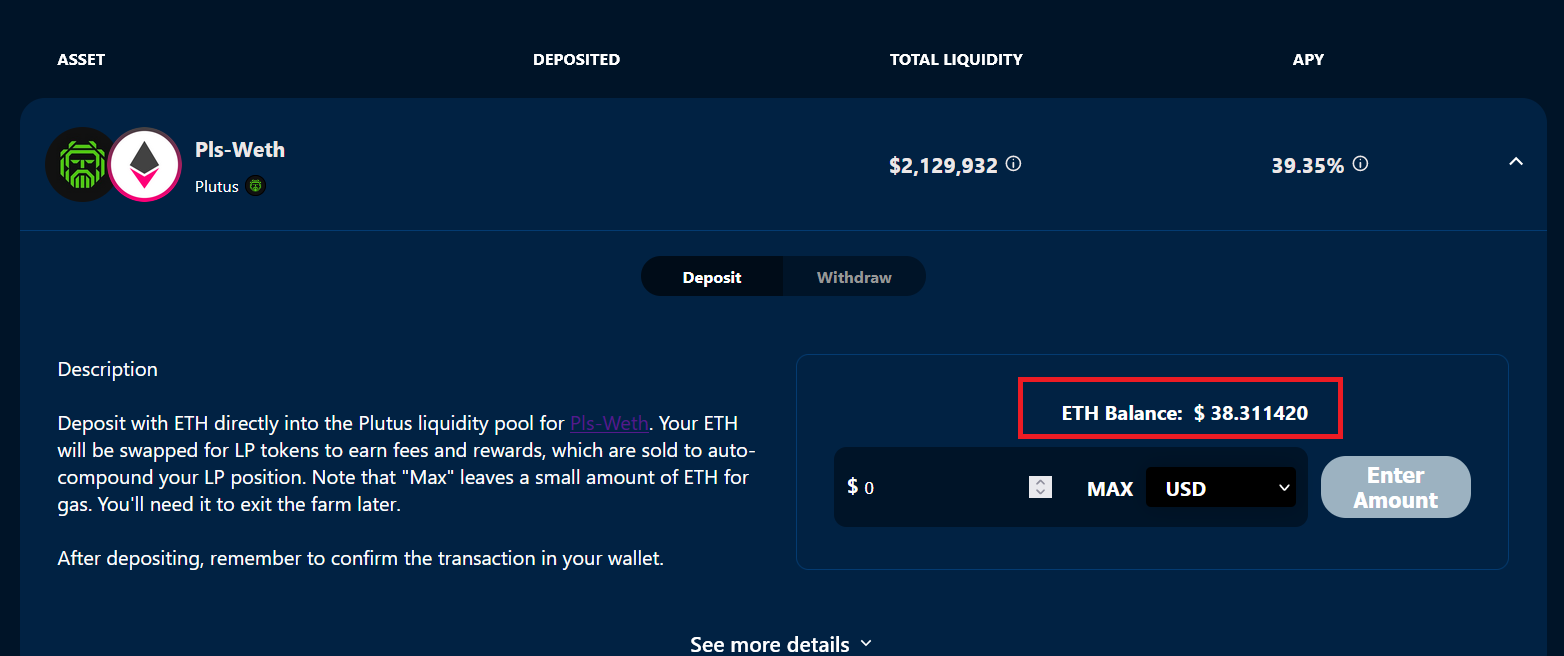 ASSET DEPOSITED TOTAL LIQUIDITY APY
Pls-Weth
Plutus
$2,129,932
39.35%
Deposit Withdraw
Description
Deposit with ETH directly into the Plutus liquidity pool for Pls-Weth. Your ETH
will be swapped for LP tokens to earn fees and rewards, which are sold to auto-
compound your LP position. Note that "Max" leaves a small amount of ETH for
gas. You'll need it to exit the farm later.
After depositing, remember to confirm the transaction in your wallet.
ETH Balance: $ 38.311420
$ 0 MAX USD
Enter
Amount
See more details